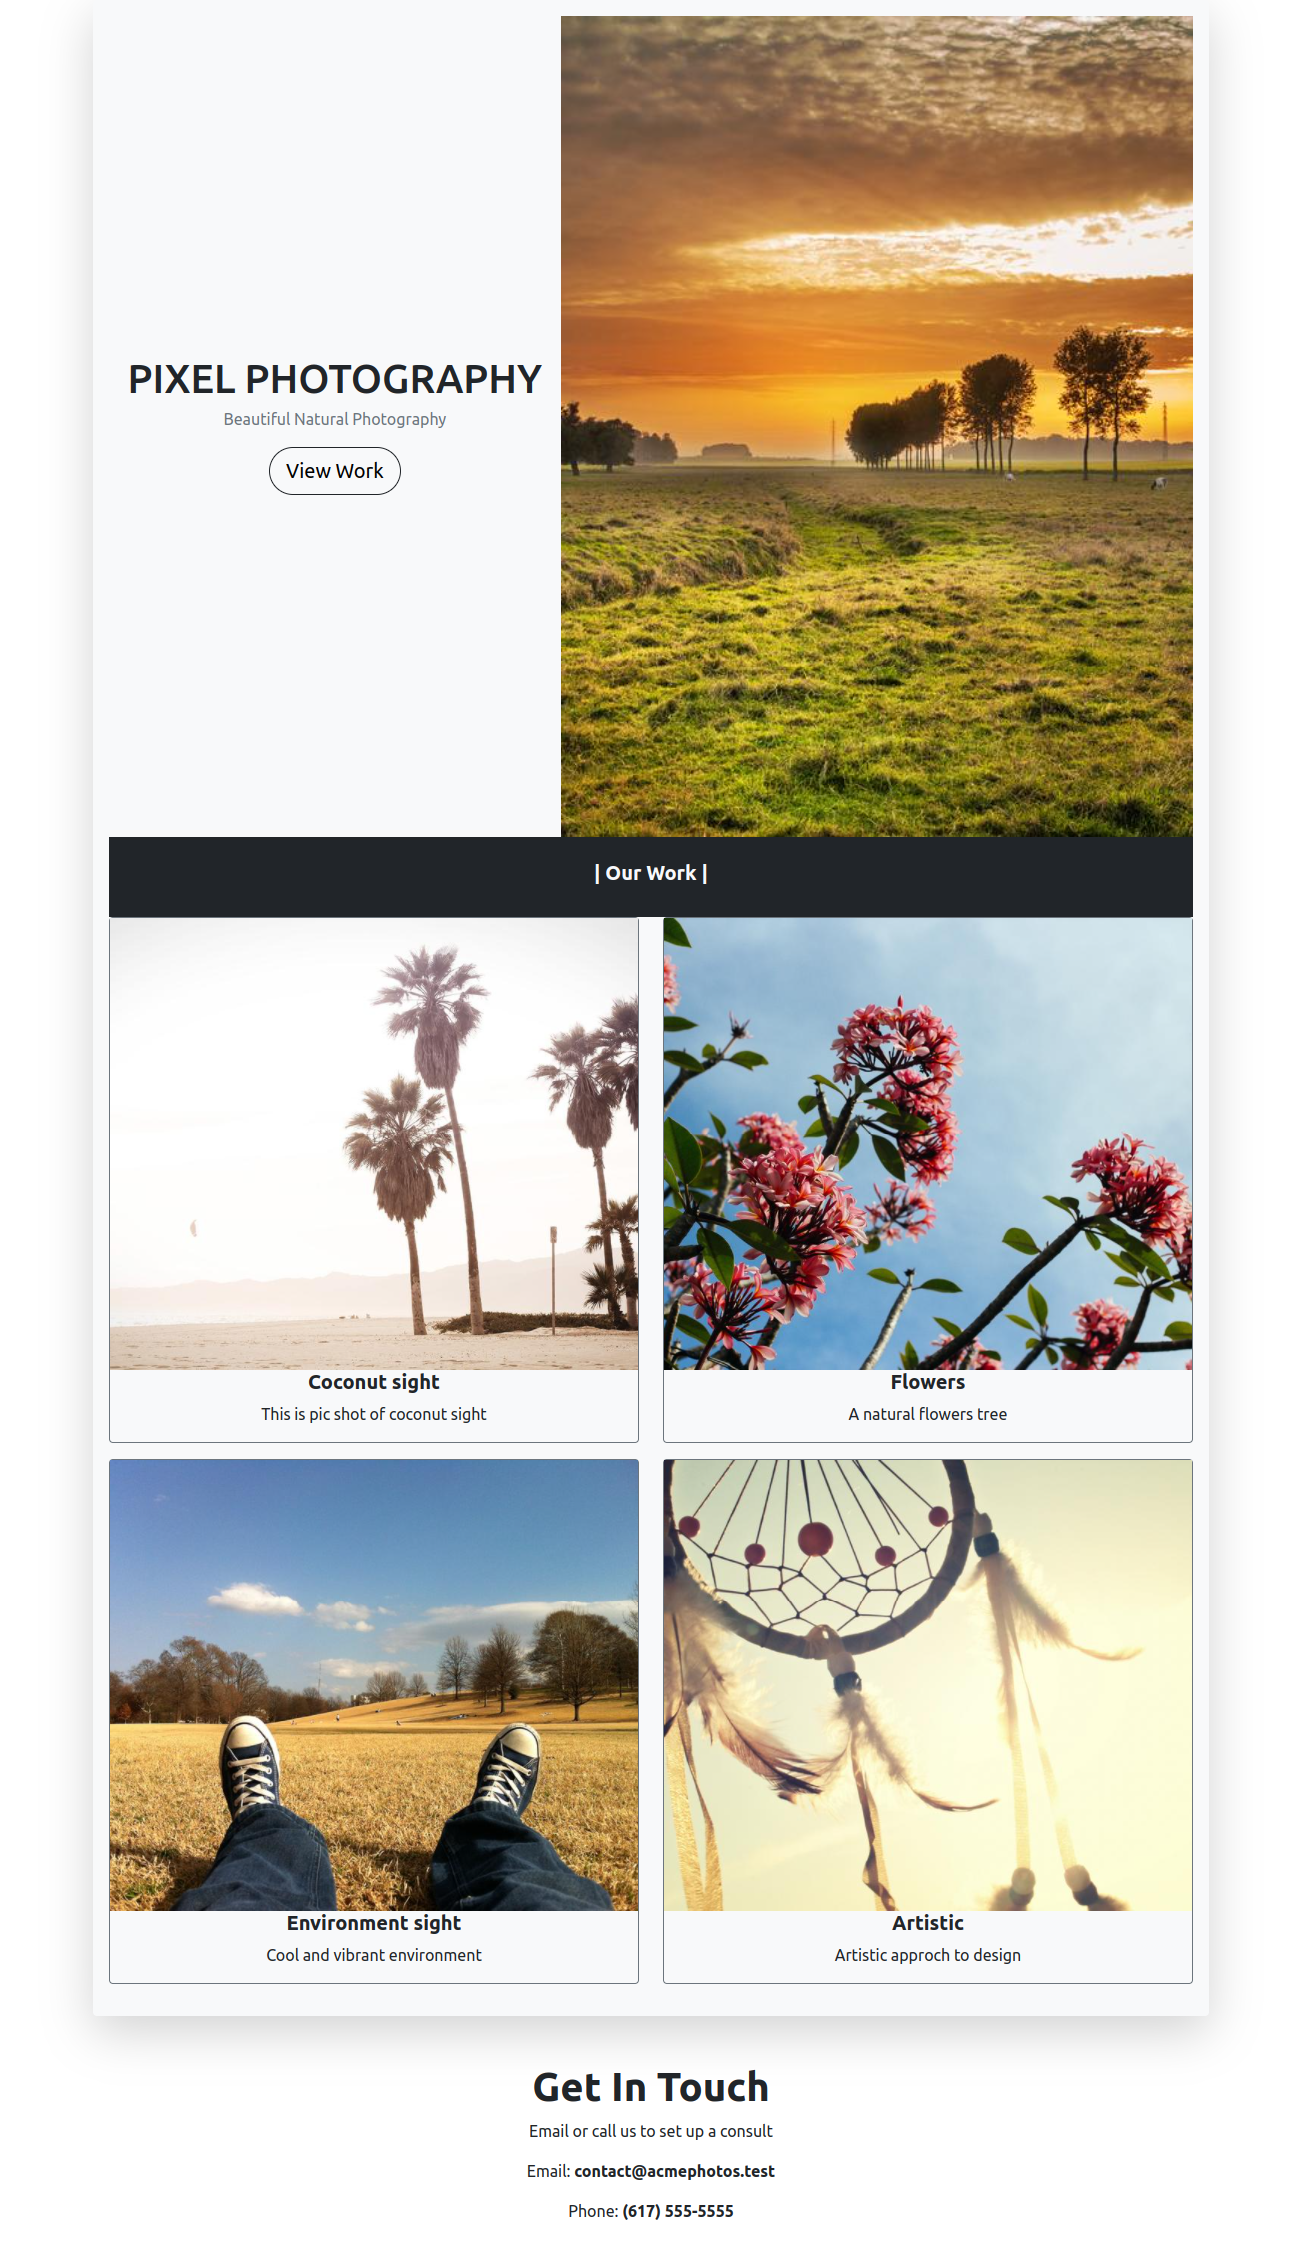 PIXEL PHOTOGRAPHY
Beautiful Natural Photography
View Work
| Our Work |
Coconut sight
This is pic shot of coconut sight
Flowers
A natural flowers tree
Environment sight
Cool and vibrant environment
Artistic
Artistic approch to design
Get In Touch
Email or call us to set up a consult
Email: contact@acmephotos.test
Phone: (617) 555-5555